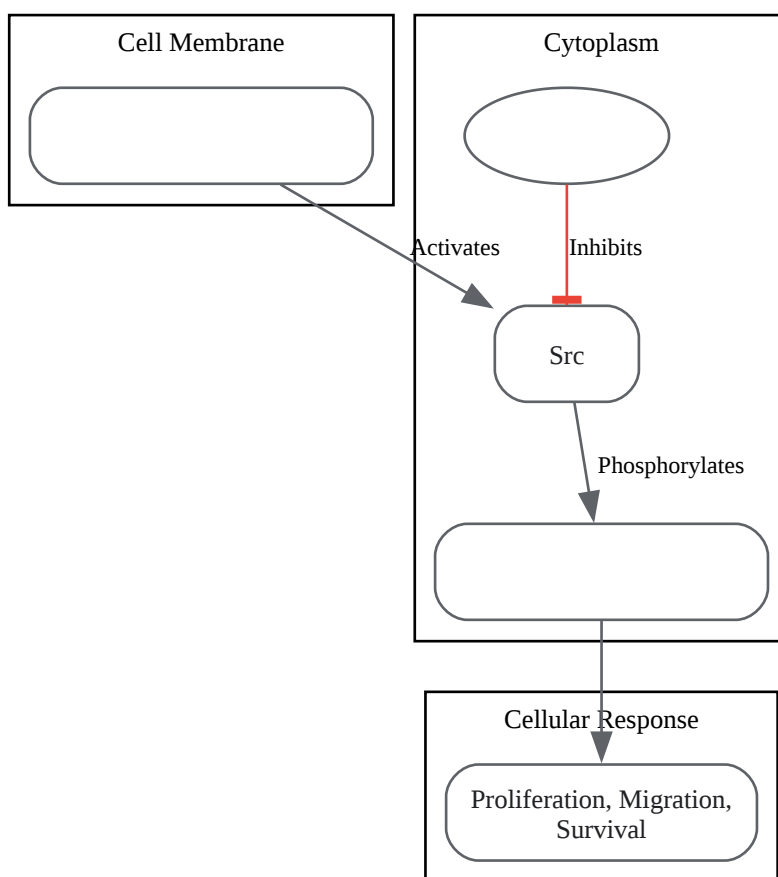 Cell Membrane
Cytoplasm
Activates
Inhibits
Src
Phosphorylates
Cellular Response
Proliferation, Migration,
Survival